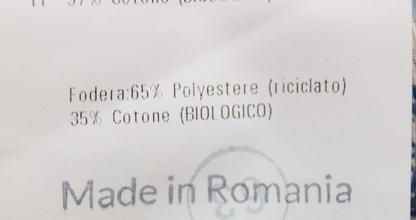 Fodera:65% Polyestere (riciclato)
35% Cotone (BIOLOGICO)
Made in Romania